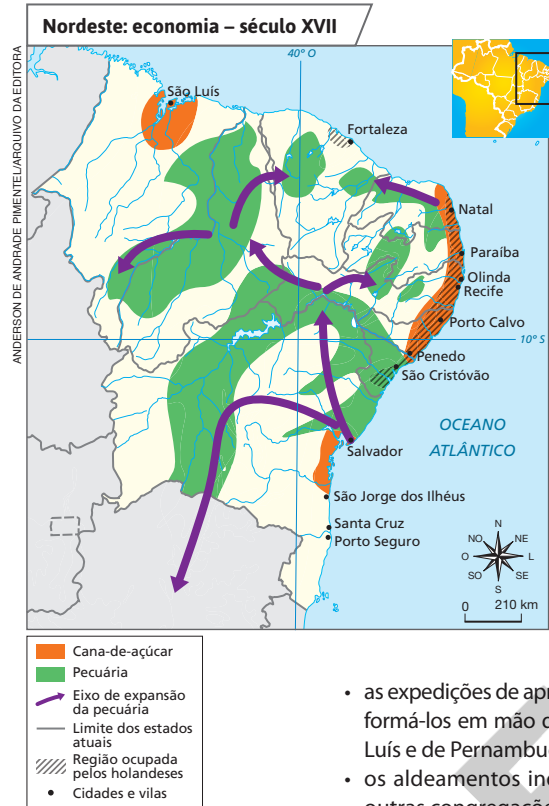 Nordeste: economia – século XVII
ANDERSON DE ANDRADE PIMENTEL/ARQUIVO DA EDITORA
40° O
0°
São Luís
Fortaleza
Natal
Paraíba
Olinda
Recife
Porto Calvo
10° S
Penedo
São Cristóvão
OCEANO
ATLÂNTICO
Salvador
São Jorge dos Ilhéus
Santa Cruz
Porto Seguro
N
NO
NE
O
L
SO
SE
S
0
210 km
Cana-de-açúcar
Pecuária
Eixo de expansão
da pecuária
Limite dos estados
atuais
Região ocupada
pelos holandeses
Cidades e vilas
• as expedições de
formá-los em mão
Luís e de
• os aldeamentos
outras